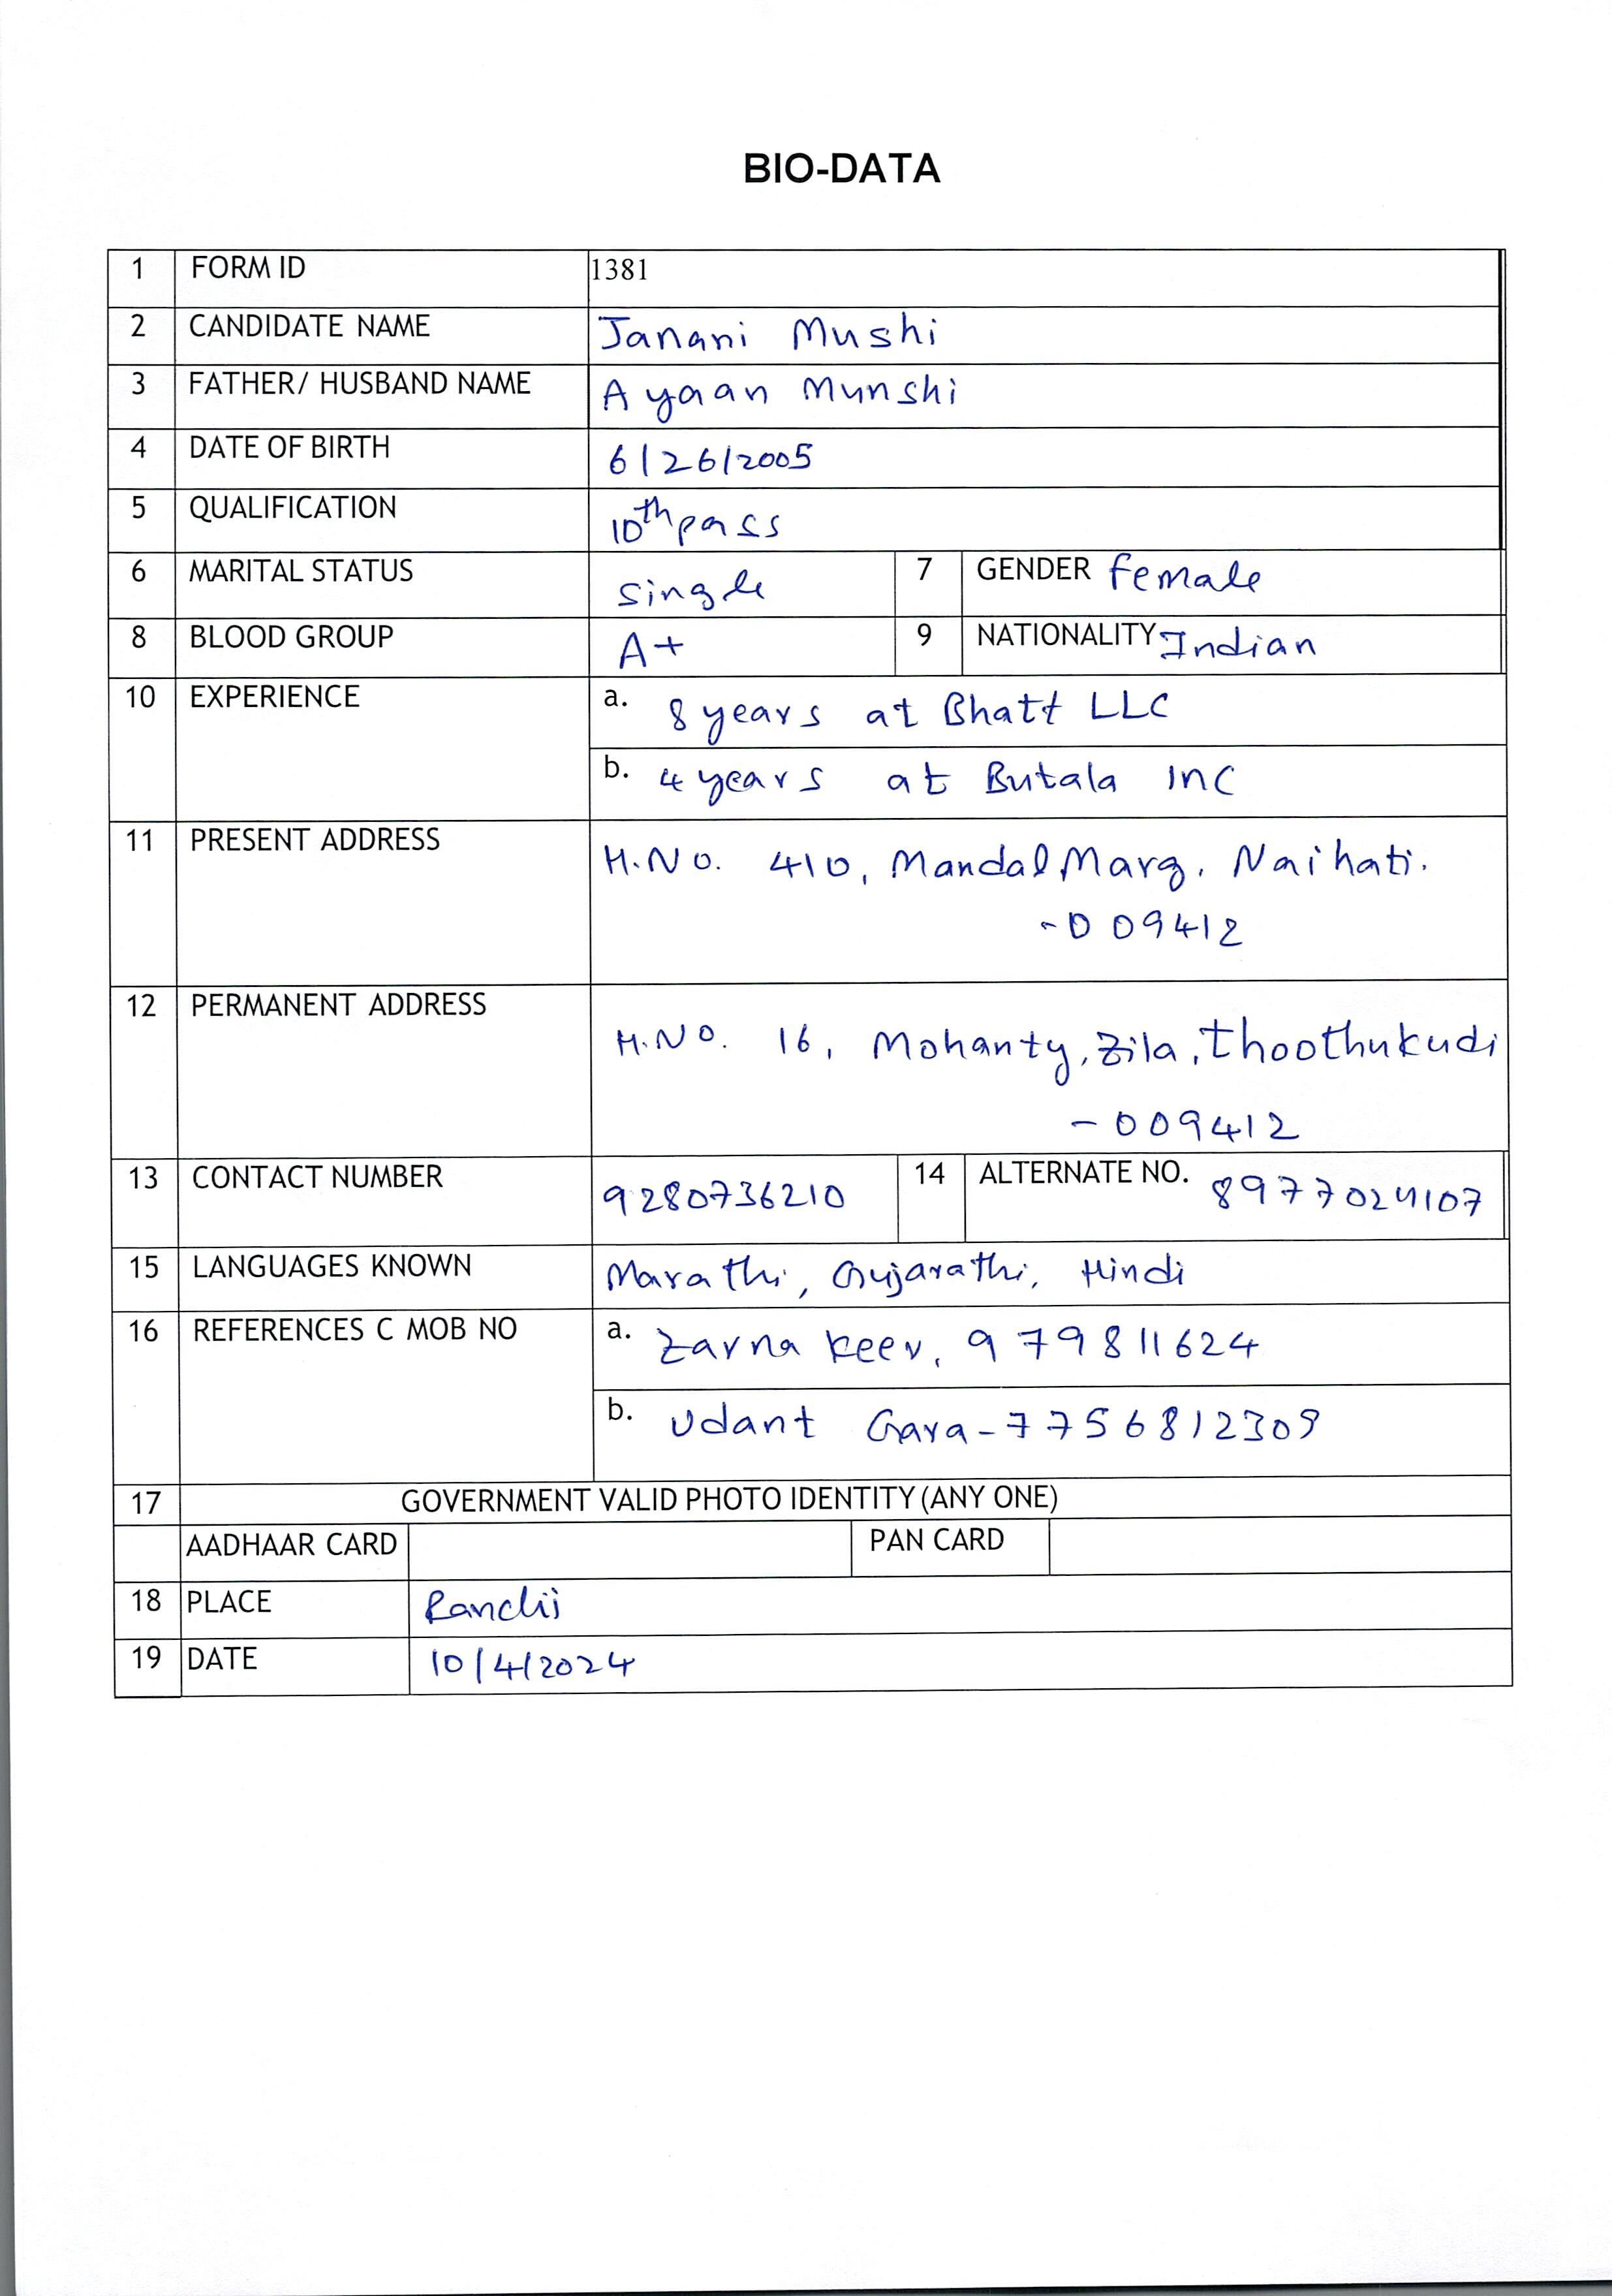 BIO-DATA
1 FORM ID 1381
2 CANDIDATE NAME Janani Mushi
3 FATHER/ HUSBAND NAME Ayaan Munshi
4 DATE OF BIRTH 6/26/2005
5 QUALIFICATION 10th pass
6 MARITAL STATUS Single 7 GENDER Female
8 BLOOD GROUP A+ 9 NATIONALITY Indian
10 EXPERIENCE a. 8 years at Bhatt LLC
b. 4 years at Butala INC
11 PRESENT ADDRESS H.No. 410, Mandal Marg, Naihati.
-009412
12 PERMANENT ADDRESS H.No. 16, Mohanty, Zila, Thoothukudi
- 009412
13 CONTACT NUMBER 9280736210 14 ALTERNATE NO. 8977024107
15 LANGUAGES KNOWN Marathi, Gujarathi, Hindi
16 REFERENCES C MOB NO a. Zarna Keer, 979811624
b. Udant Gara - 7756812309
17 GOVERNMENT VALID PHOTO IDENTITY (ANY ONE)
AADHAAR CARD PAN CARD
18 PLACE Ranchi
19 DATE 10/4/2024